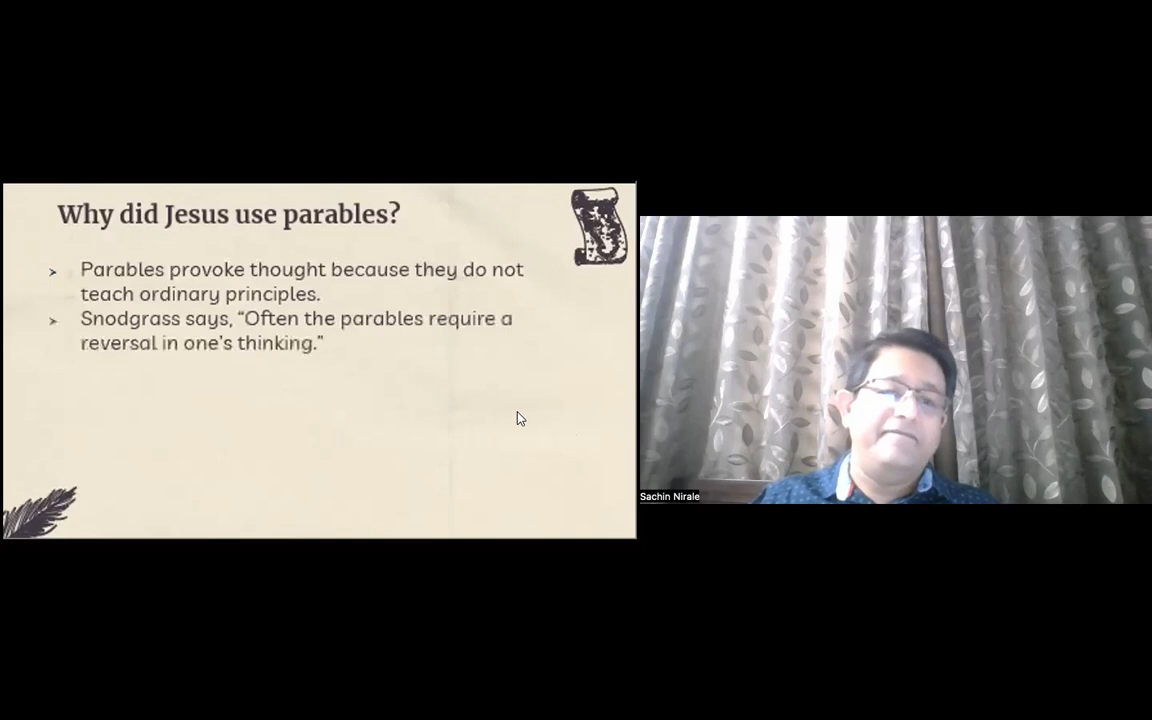 Why did Jesus use parables?
➢ Parables provoke thought because they do not
teach ordinary principles.
➢ Snodgrass says, “Often the parables require a
reversal in one’s thinking.”
Sachin Nirale